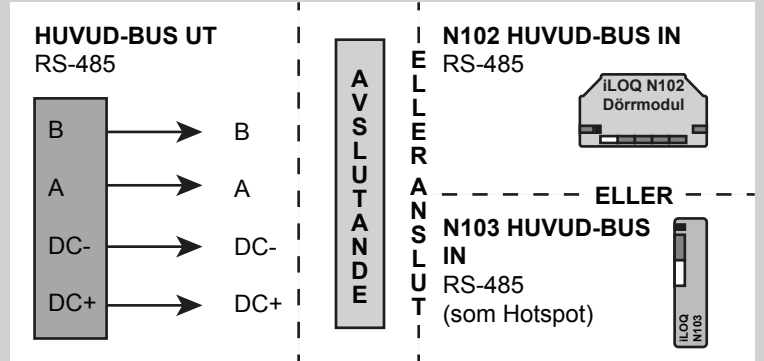 HUVUD-BUS UT
RS-485
B
B
A
A
DC-
DC-
DC+
DC+
AVSLUTANDE
ELLER ANSLUT
N102 HUVUD-BUS IN
RS-485
iLOQ N102
Dörrmodul
ELLER
N103 HUVUD-BUS
IN
RS-485
(som Hotspot)
iLOQ
N103